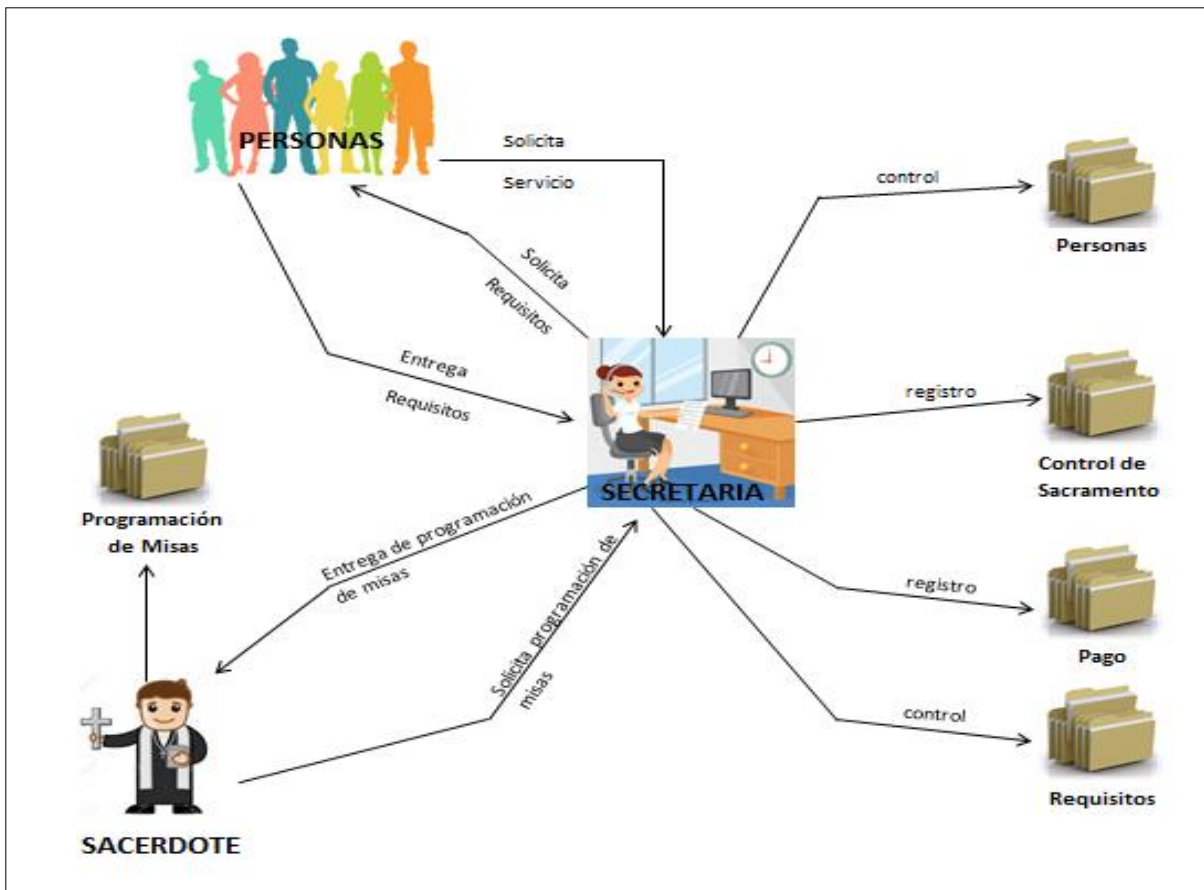 PERSONAS
Solicita
Servicio
control
Personas
Solicita
Requisitos
Entrega
Requisitos
registro
Control de
Sacramento
SECRETARIA
Programación
de Misas
Entrega de programación
de misas
Solicita programación de
misas
registro
Pago
control
Requisitos
SACERDOTE